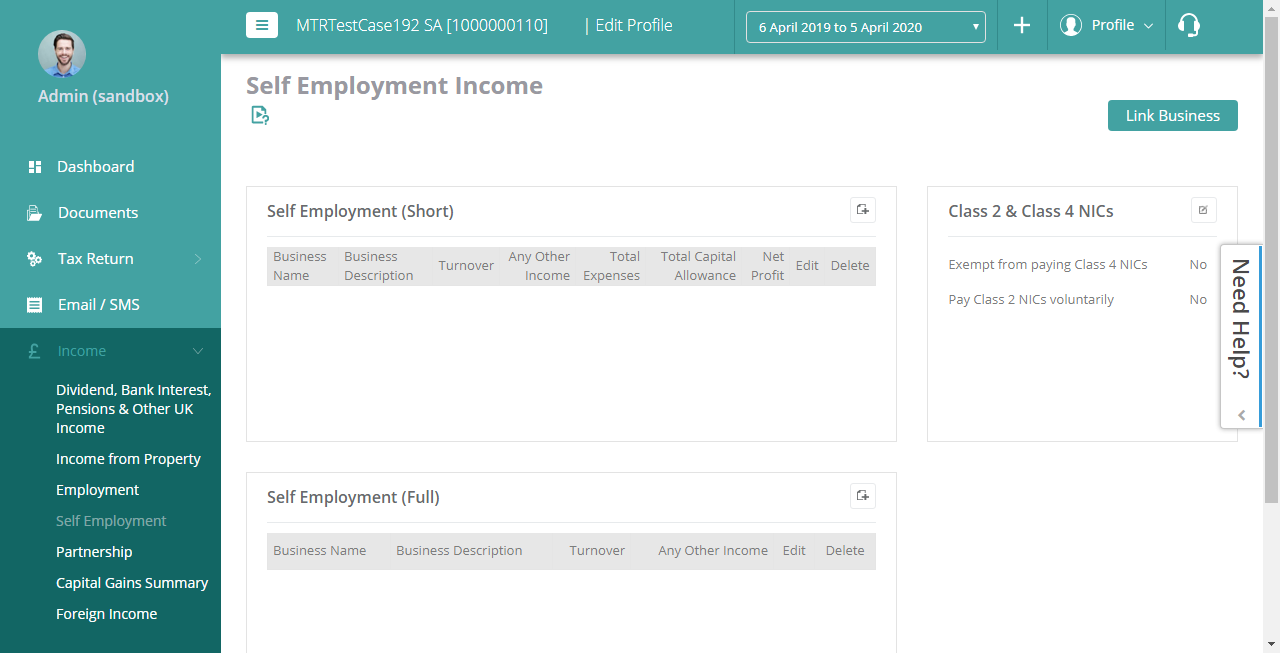 MTRTestCase192 SA [1000000110]
| Edit Profile
6 April 2019 to 5 April 2020
Profile
Admin (sandbox)
Dashboard
Documents
Tax Return
Email / SMS
£ Income
Dividend, Bank Interest,
Pensions & Other UK
Income
Income from Property
Employment
Self Employment
Partnership
Capital Gains Summary
Foreign Income
Self Employment Income
Link Business
Self Employment (Short)
Business Name
Business Description
Turnover
Any Other Income
Total Expenses
Total Capital Allowance
Net Profit
Edit
Delete
Class 2 & Class 4 NICs
Exempt from paying Class 4 NICs No
Pay Class 2 NICs voluntarily No
Need Help?
Self Employment (Full)
Business Name Business Description Turnover Any Other Income Edit Delete